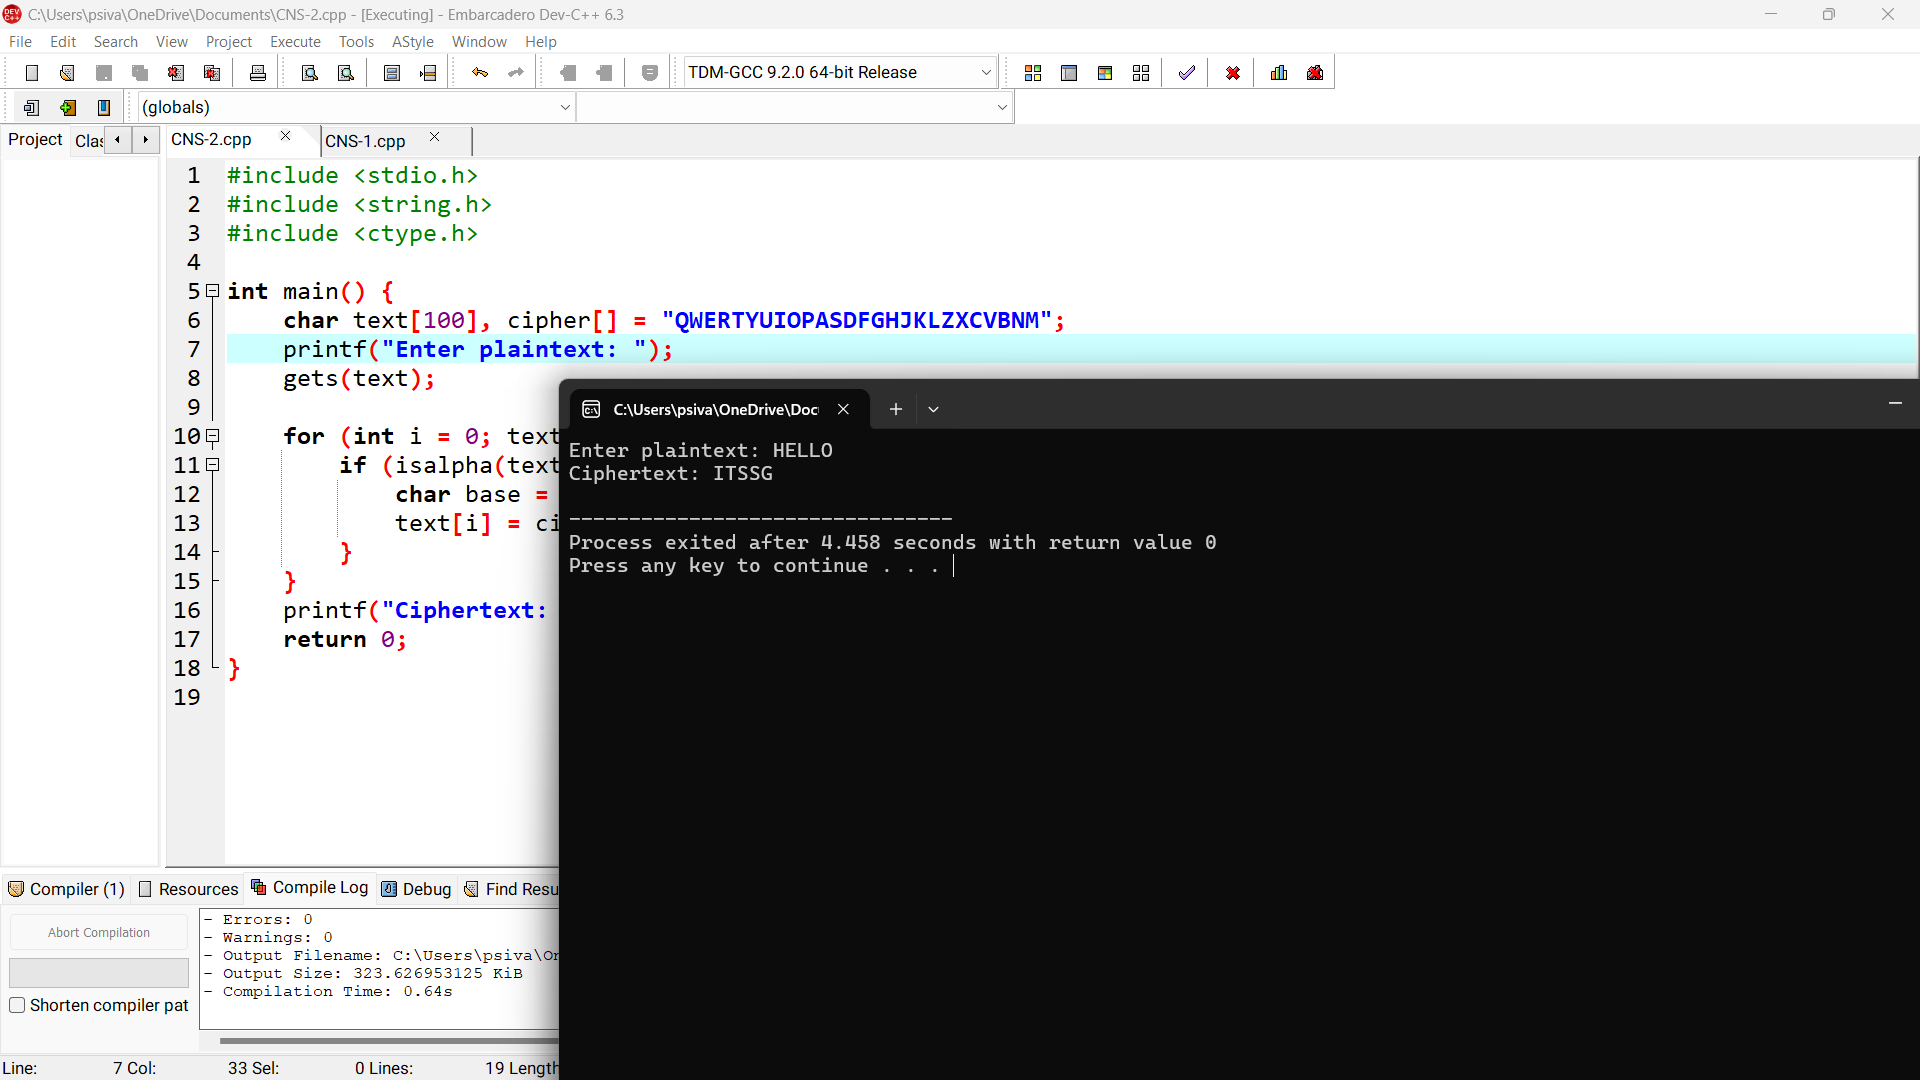 C:\Users\psiva\OneDrive\Documents\CNS-2.cpp - [Executing] - Embarcadero Dev-C++ 6.3
File Edit Search View Project Execute Tools AStyle Window Help
TDM-GCC 9.2.0 64-bit Release
(globals)
Project Clas CNS-2.cpp CNS-1.cpp
1 #include <stdio.h>
2 #include <string.h>
3 #include <ctype.h>
4
5 int main() {
6 char text[100], cipher[] = "QWERTYUIOPASDFGHJKLZXCVBNM";
7 printf("Enter plaintext: ");
8 gets(text);
9
10 for (int i = 0; text
11 if (isalpha(text
12 char base =
13 text[i] = ci
14 }
15 }
16 printf("Ciphertext:
17 return 0;
18 }
19
C:\Users\psiva\OneDrive\Doc
Enter plaintext: HELLO
Ciphertext: ITSSG
--------------------------------
Process exited after 4.458 seconds with return value 0
Press any key to continue . . .
Compiler (1) Resources Compile Log Debug Find Resu
Abort Compilation
Shorten compiler pat
- Errors: 0
- Warnings: 0
- Output Filename: C:\Users\psiva\On
- Output Size: 323.626953125 KiB
- Compilation Time: 0.64s
Line: 7 Col: 33 Sel: 0 Lines: 19 Length